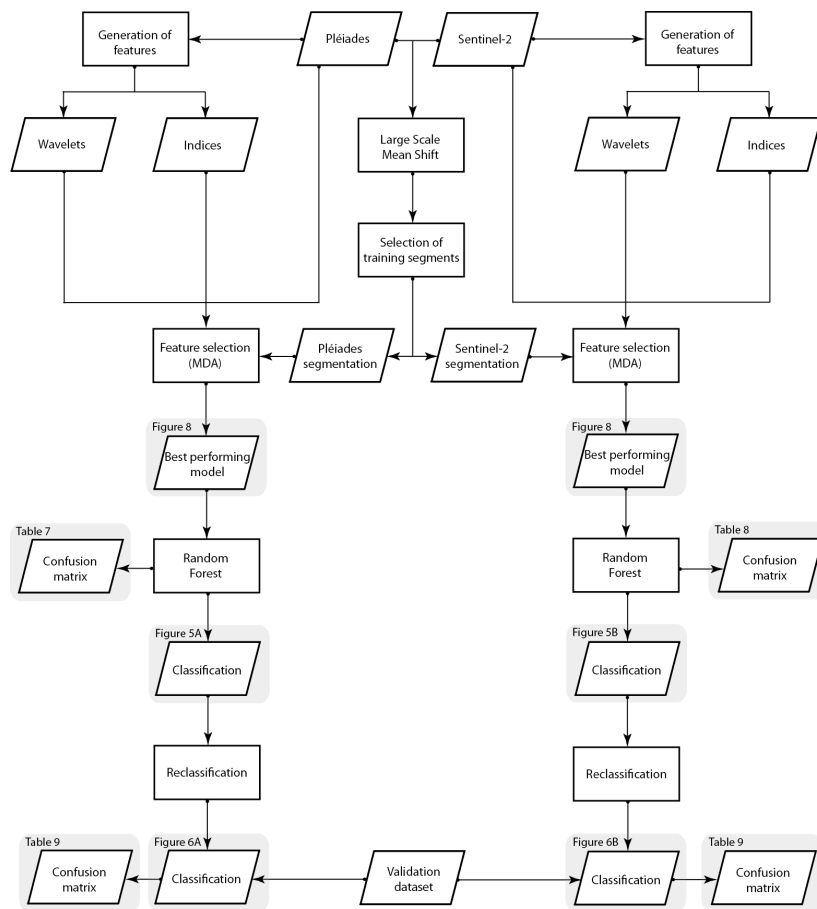 Generation of
features
Pléiades
Sentinel-2
Generation of
features
Wavelets
Indices
Large Scale
Mean Shift
Wavelets
Indices
Selection of
training segments
Feature selection
(MDA)
Pléiades
segmentation
Sentinel-2
segmentation
Feature selection
(MDA)
Figure 8
Best performing
model
Figure 8
Best performing
model
Table 7
Confusion
matrix
Random
Forest
Random
Forest
Table 8
Confusion
matrix
Figure 5A
Classification
Figure 5B
Classification
Reclassification
Reclassification
Table 9
Confusion
matrix
Figure 6A
Classification
Validation
dataset
Figure 6B
Classification
Table 9
Confusion
matrix